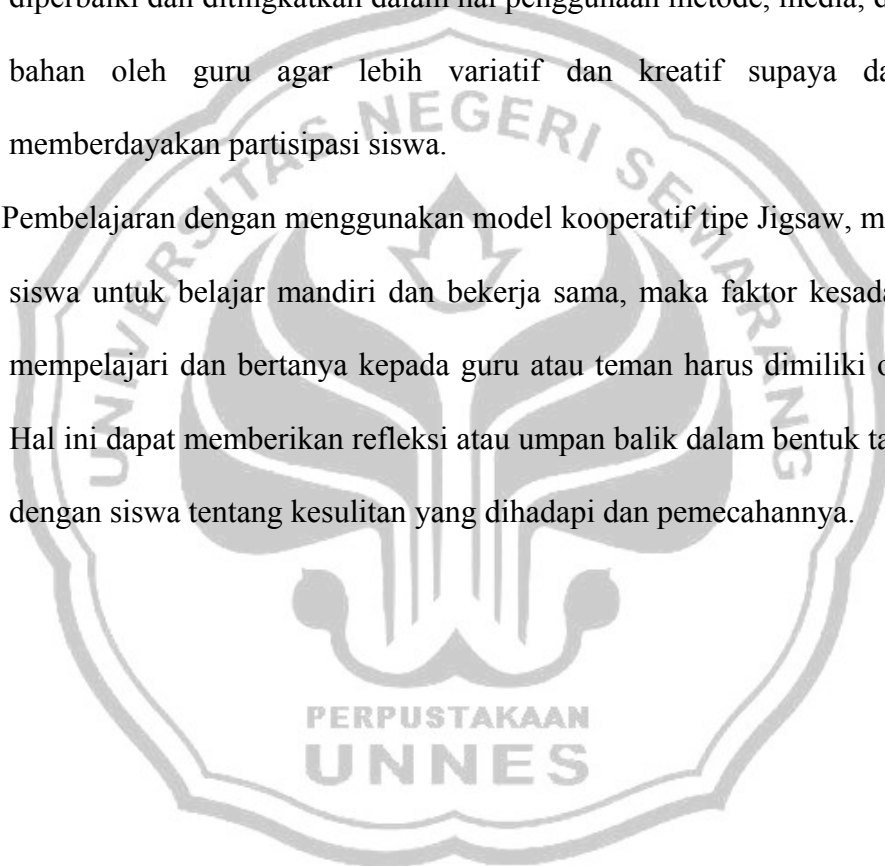 diperbaiki dan ditingkatkan dalam hal penggunaan metode, media, d
bahan oleh guru agar lebih variatif dan kreatif supaya da
memberdayakan partisipasi siswa.
Pembelajaran dengan menggunakan model kooperatif tipe Jigsaw, m
siswa untuk belajar mandiri dan bekerja sama, maka faktor kesada
mempelajari dan bertanya kepada guru atau teman harus dimiliki o
Hal ini dapat memberikan refleksi atau umpan balik dalam bentuk ta
dengan siswa tentang kesulitan yang dihadapi dan pemecahannya.
UNIVERSITAS NEGERI SEMARANG
PERPUSTAKAAN
UNNES